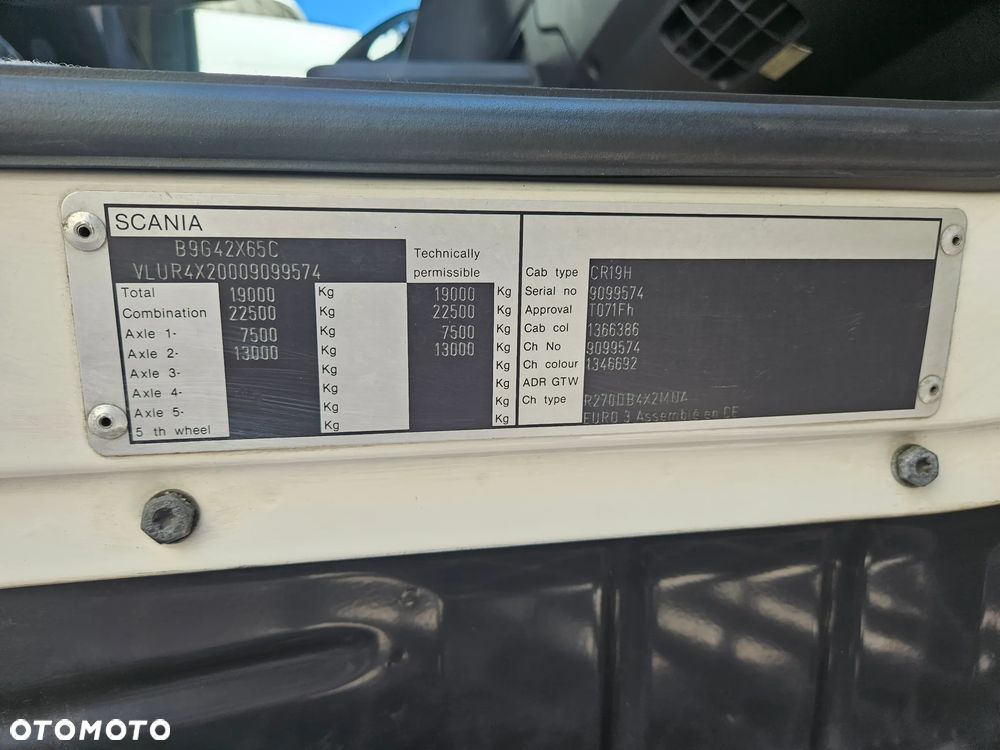 SCANIA
B9G42X65C
VLUR4X20009099574
Technically
permissible
Total 19000 Kg 19000 Kg
Combination 22500 Kg 22500 Kg
Axle 1- 7500 Kg 7500 Kg
Axle 2- 13000 Kg 13000 Kg
Axle 3- Kg Kg
Axle 4- Kg Kg
Axle 5- Kg Kg
5 th wheel Kg Kg
Cab type CR19H
Serial no 9099574
Approval T071Fh
Cab col 1366386
Ch No 9099574
Ch colour 1346692
ADR GTW
Ch type R270DB4X2MNA
EURO 3 Assemblé en DE
OTOMOTO